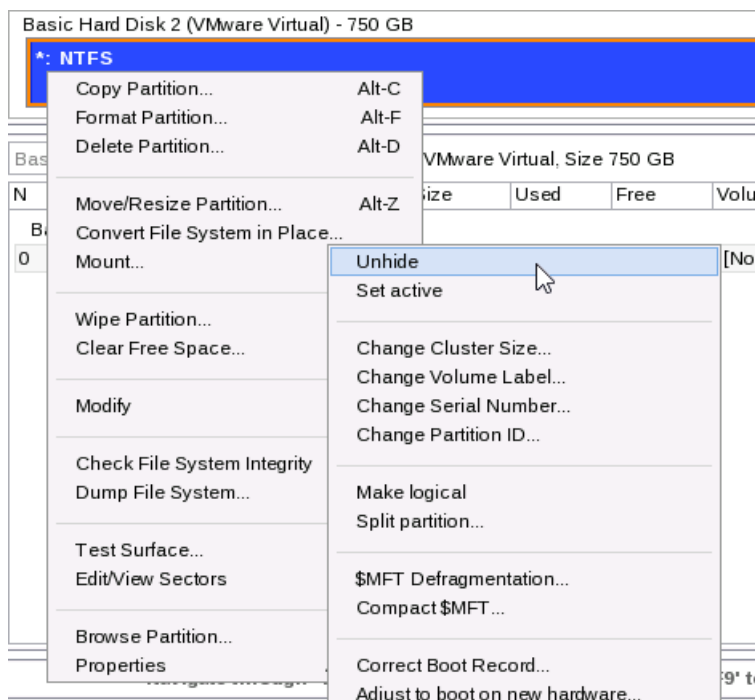 Basic Hard Disk 2 (VMware Virtual) - 750 GB
*: NTFS
Copy Partition... Alt-C
Format Partition... Alt-F
Delete Partition... Alt-D
VMware Virtual, Size 750 GB
N Size Used Free
Move/Resize Partition... Alt-Z
Convert File System in Place...
Mount...
0
Unhide
[No
Set active
Wipe Partition...
Clear Free Space...
Change Cluster Size...
Change Volume Label...
Modify
Change Serial Number...
Change Partition ID...
Check File System Integrity
Dump File System...
Make logical
Split partition...
Test Surface...
Edit/View Sectors
$MFT Defragmentation...
Compact $MFT...
Browse Partition...
Properties
Correct Boot Record...
Adjust to boot on new hardware...